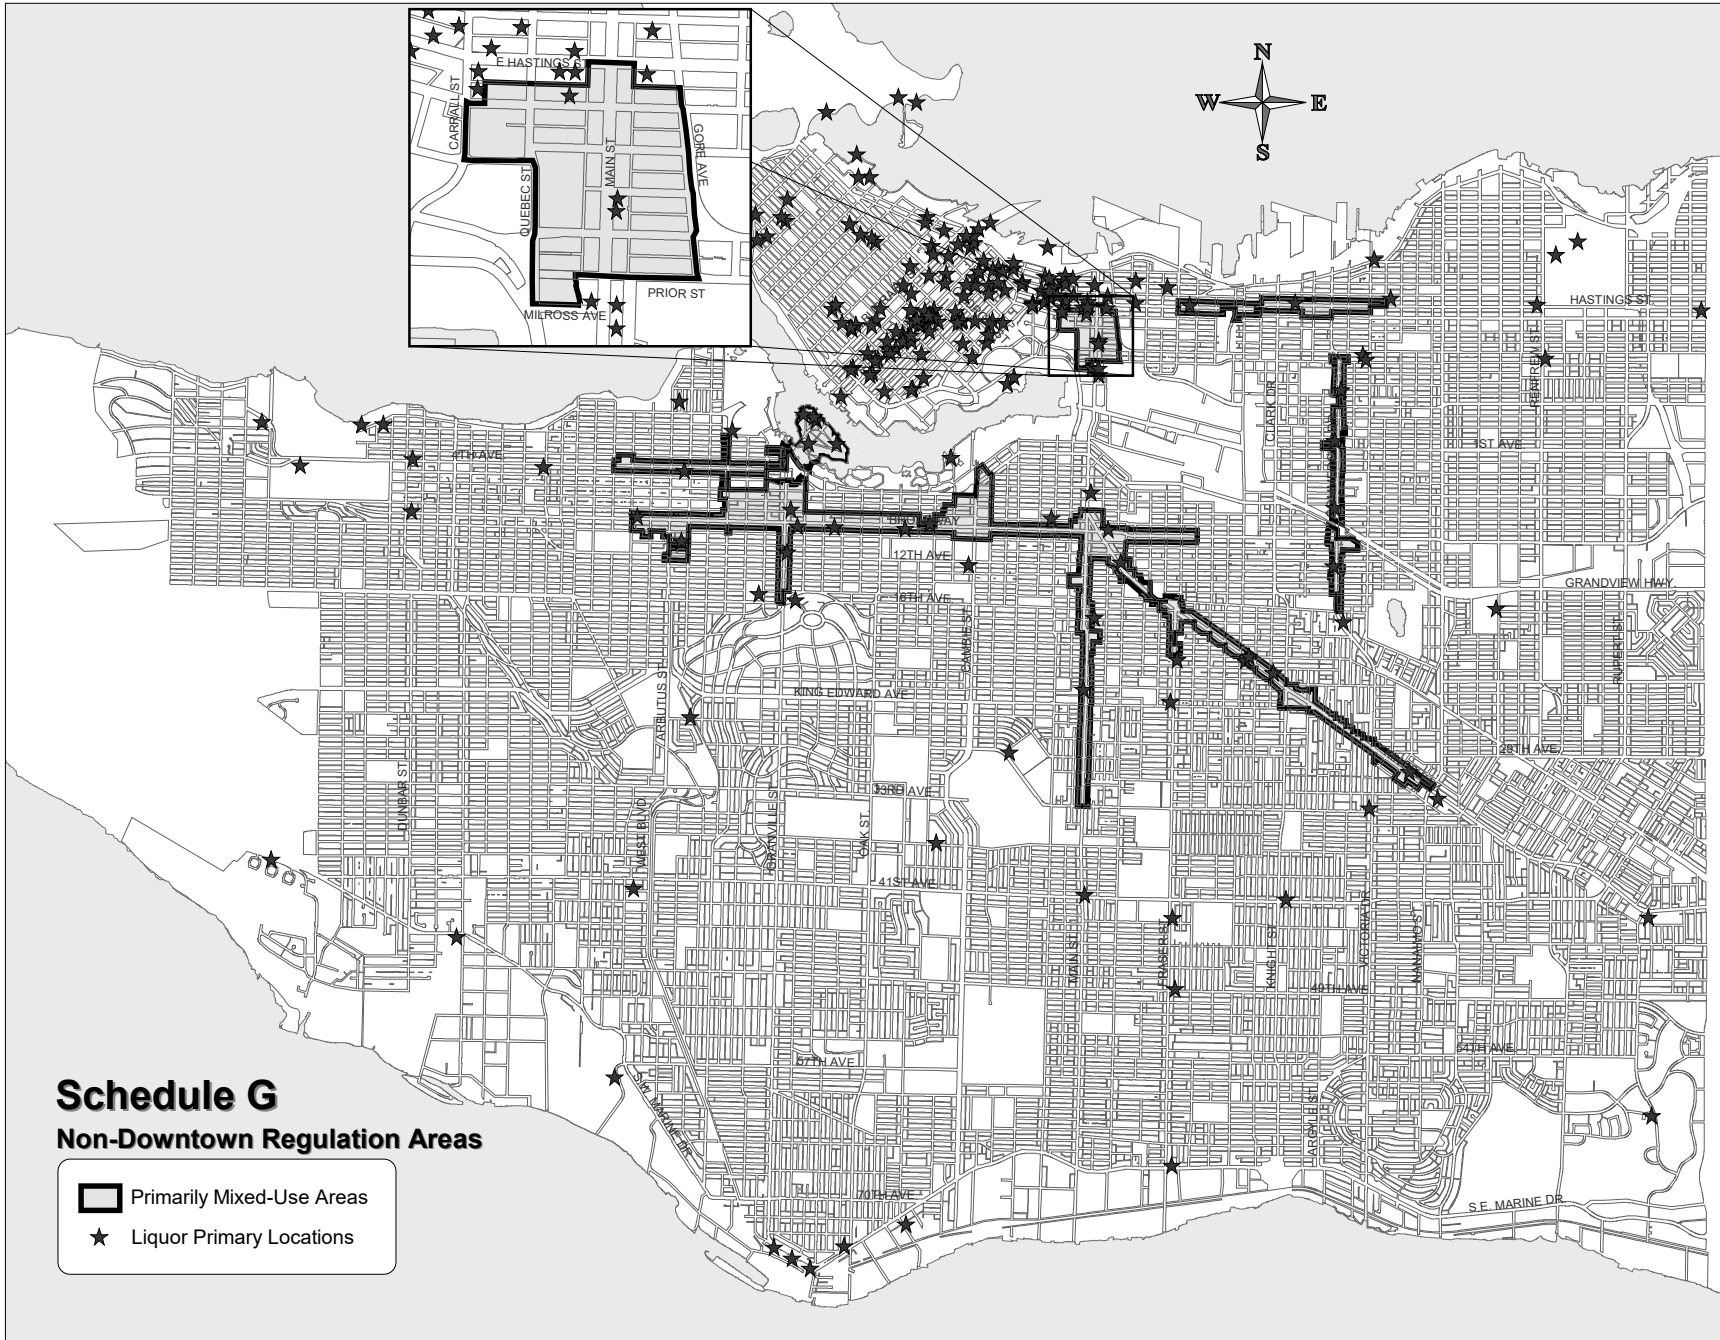 N
W E
S
E HASTINGS ST
CARRALL ST
MAIN ST
GORE AVE
QUEBEC ST
PRIOR ST
MILROSS AVE
HASTINGS ST.
RENFREW ST.
CLARK DR
1ST AVE
4TH AVE
BROADWAY
12TH AVE
16TH AVE
GRANDVIEW HWY.
CAMBIE ST
RUPERT ST
KING EDWARD AVE
ARBUTUS ST
29TH AVE.
DUNBAR ST
33RD AVE
GRANVILLE ST
OAK ST.
WEST BLVD
41ST AVE
MAIN ST
FRASER ST
KNIGHT ST
VICTORIA DR
NANAIMO ST
49TH AVE
57TH AVE
54TH AVE
ARGYLE ST
S.W. MARINE DR
70TH AVE.
S.E. MARINE DR.
Schedule G
Non-Downtown Regulation Areas
Primarily Mixed-Use Areas
Liquor Primary Locations